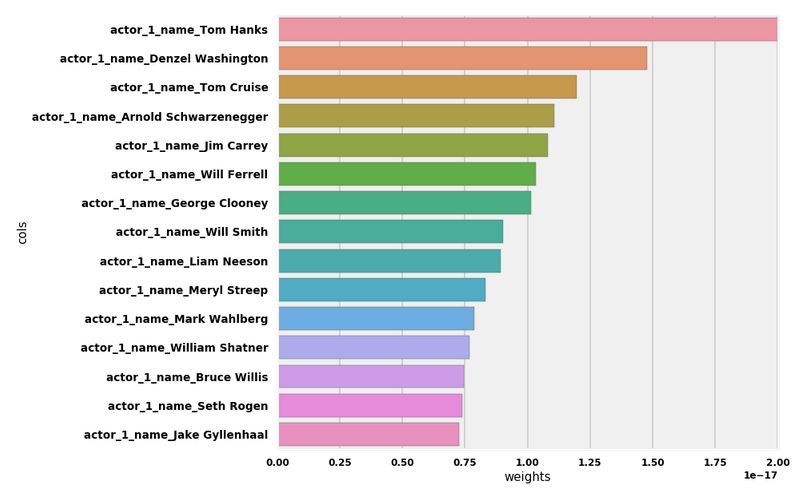 actor_1_name_Tom Hanks
actor_1_name_Denzel Washington
actor_1_name_Tom Cruise
actor_1_name_Arnold Schwarzenegger
actor_1_name_Jim Carrey
actor_1_name_Will Ferrell
actor_1_name_George Clooney
cols
actor_1_name_Will Smith
actor_1_name_Liam Neeson
actor_1_name_Meryl Streep
actor_1_name_Mark Wahlberg
actor_1_name_William Shatner
actor_1_name_Bruce Willis
actor_1_name_Seth Rogen
actor_1_name_Jake Gyllenhaal
0.00 0.25 0.50 0.75 1.00 1.25 1.50 1.75 2.00
weights
1e−17